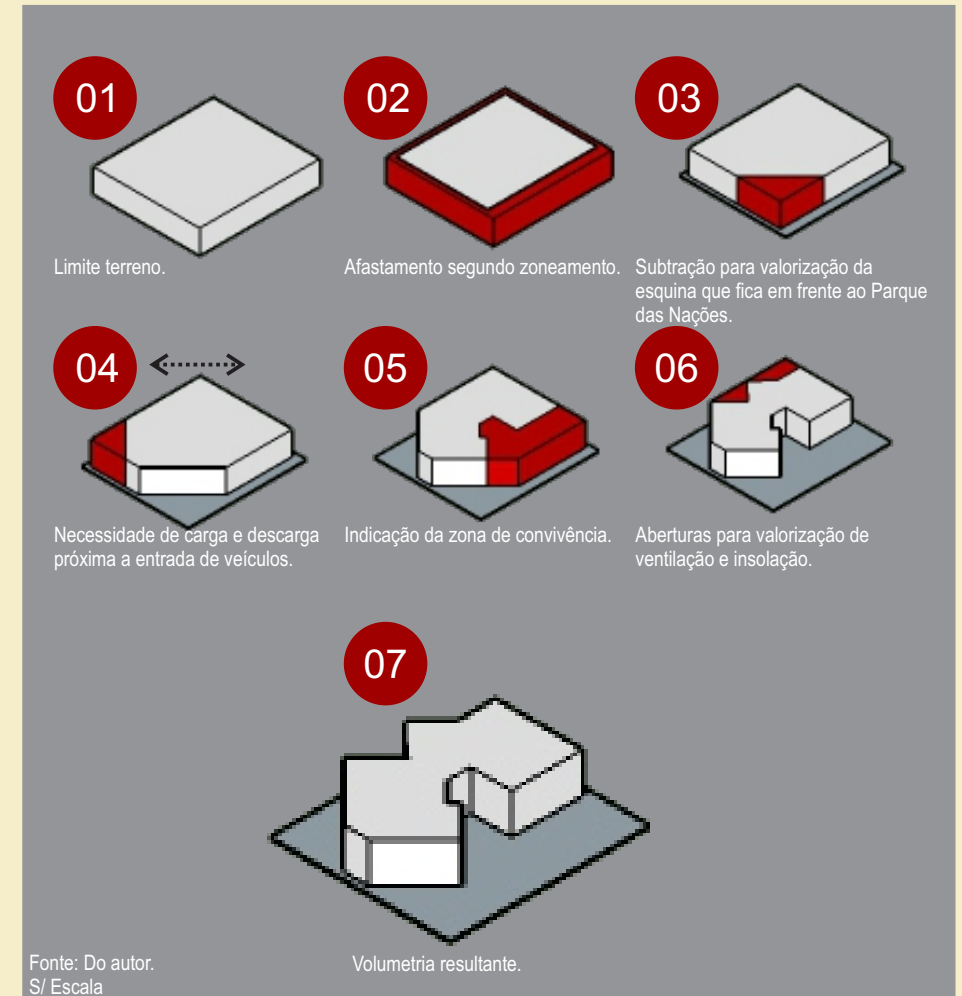 01
02
03
Limite terreno.
Afastamento segundo zoneamento.
Subtração para valorização da
esquina que fica em frente ao Parque
das Nações.
04
05
06
Necessidade de carga e descarga
próxima a entrada de veículos.
Indicação da zona de convivência.
Aberturas para valorização de
ventilação e insolação.
07
Volumetria resultante.
Fonte: Do autor.
S/ Escala